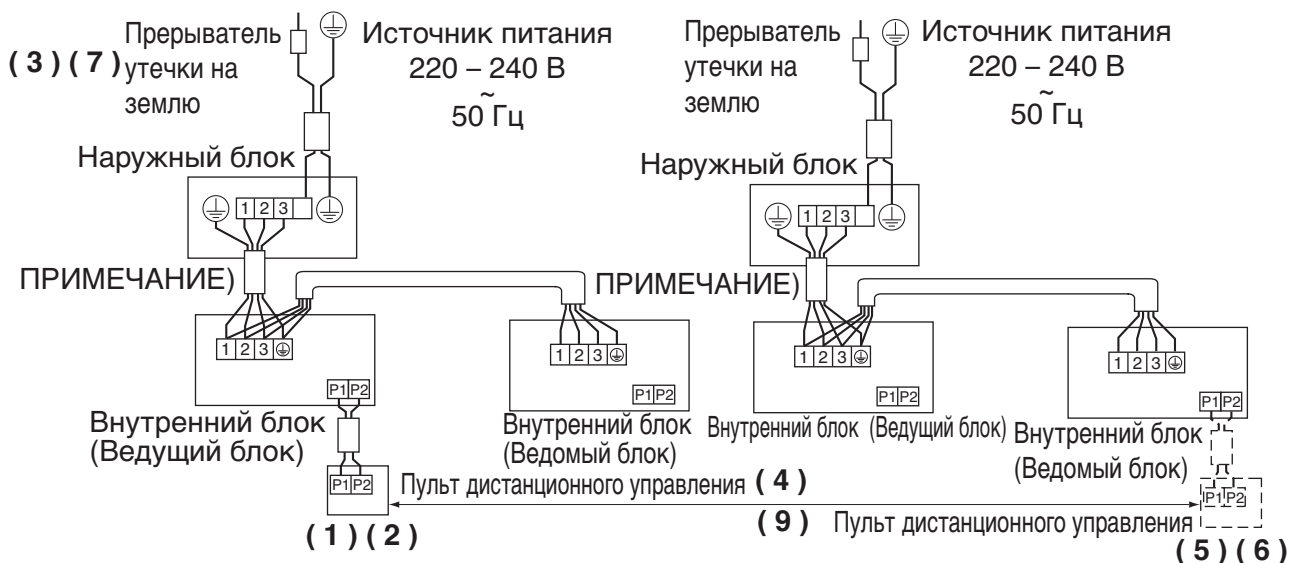 Прерыватель
( 3 ) ( 7 ) утечки на
землю
Источник питания
220 – 240 В
~
50 Гц
Наружный блок
1 2 3
ПРИМЕЧАНИЕ)
1 2 3
P1 P2
Внутренний блок
(Ведущий блок)
P1 P2
( 1 ) ( 2 )
1 2 3
P1 P2
Внутренний блок
(Ведомый блок)
Пульт дистанционного управления ( 4 )
Прерыватель
утечки на
землю
Источник питания
220 – 240 В
~
50 Гц
Наружный блок
1 2 3
ПРИМЕЧАНИЕ)
1 2 3
P1 P2
Внутренний блок (Ведущий блок)
1 2 3
P1 P2
Внутренний блок
(Ведомый блок)
P1 P2
( 9 ) Пульт дистанционного управления
( 5 ) ( 6 )